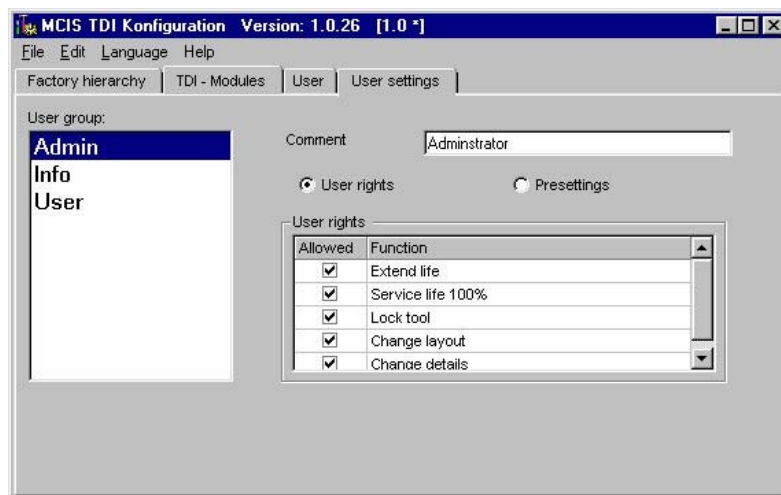 MCIS TDI Konfiguration Version: 1.0.26 [1.0 *]
File Edit Language Help
Factory hierarchy TDI - Modules User User settings
User group:
Admin
Info
User
Comment Adminstrator
User rights Presettings
User rights
Allowed Function
Extend life
Service life 100%
Lock tool
Change layout
Change details